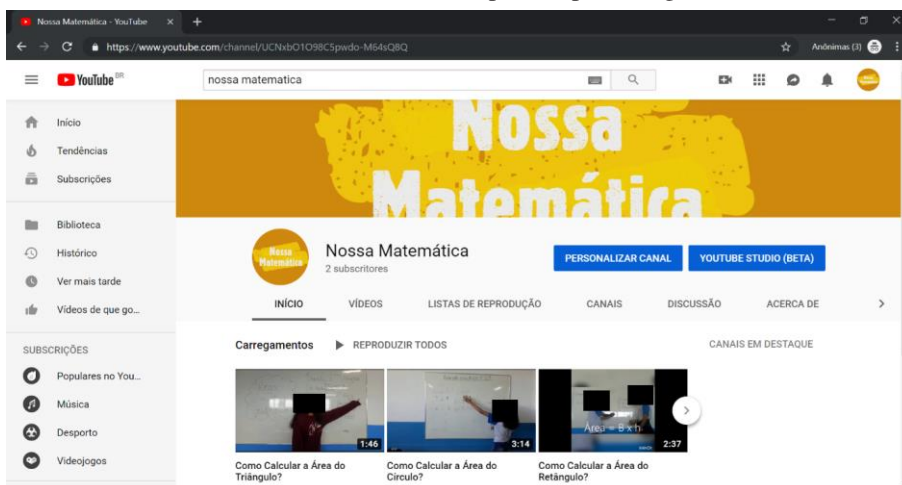 Nossa Matemática - YouTube
https://www.youtube.com/channel/UCNxbO1O98C5pwdo-M64sQ8Q
Anônimas (3)
YouTube BR
nossa matematica
Início
Tendências
Subscrições
Biblioteca
Histórico
Ver mais tarde
Vídeos de que go...
SUBSCRIÇÕES
Populares no You...
Música
Desporto
Videojogos
Nossa
Matemática
Nossa
Matemática
Nossa Matemática
2 subscritores
PERSONALIZAR CANAL
YOUTUBE STUDIO (BETA)
INÍCIO
VÍDEOS
LISTAS DE REPRODUÇÃO
CANAIS
DISCUSSÃO
ACERCA DE
Carregamentos
REPRODUZIR TODOS
CANAIS EM DESTAQUE
1:46
Como Calcular a Área do
Triângulo?
3:14
Como Calcular a Área do
Círculo?
Área = B x h
2:37
Como Calcular a Área do
Retângulo?